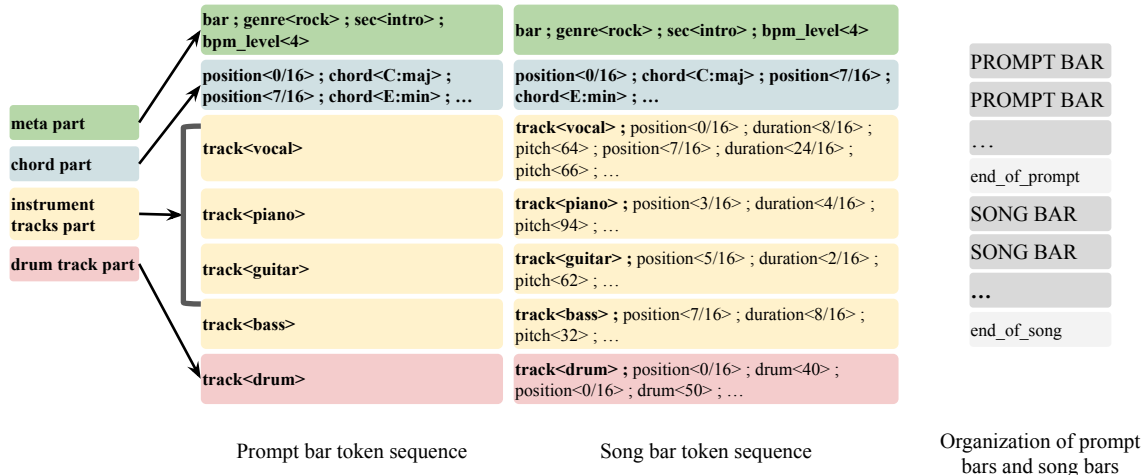 meta part
chord part
instrument
tracks part
drum track part
bar ; genre<rock> ; sec<intro> ;
bpm_level<4>
position<0/16> ; chord<C:maj> ;
position<7/16> ; chord<E:min> ; …
track<vocal>
track<piano>
track<guitar>
track<bass>
track<drum>
Prompt bar token sequence
bar ; genre<rock> ; sec<intro> ; bpm_level<4>
position<0/16> ; chord<C:maj> ; position<7/16> ;
chord<E:min> ; …
track<vocal> ; position<0/16> ; duration<8/16> ;
pitch<64> ; position<7/16> ; duration<24/16> ;
pitch<66> ; …
track<piano> ; position<3/16> ; duration<4/16> ;
pitch<94> ; …
track<guitar> ; position<5/16> ; duration<2/16> ;
pitch<62> ; …
track<bass> ; position<7/16> ; duration<8/16> ;
pitch<32> ; …
track<drum> ; position<0/16> ; drum<40> ;
position<0/16> ; drum<50> ; …
Song bar token sequence
PROMPT BAR
PROMPT BAR
…
end_of_prompt
SONG BAR
SONG BAR
…
end_of_song
Organization of prompt
bars and song bars